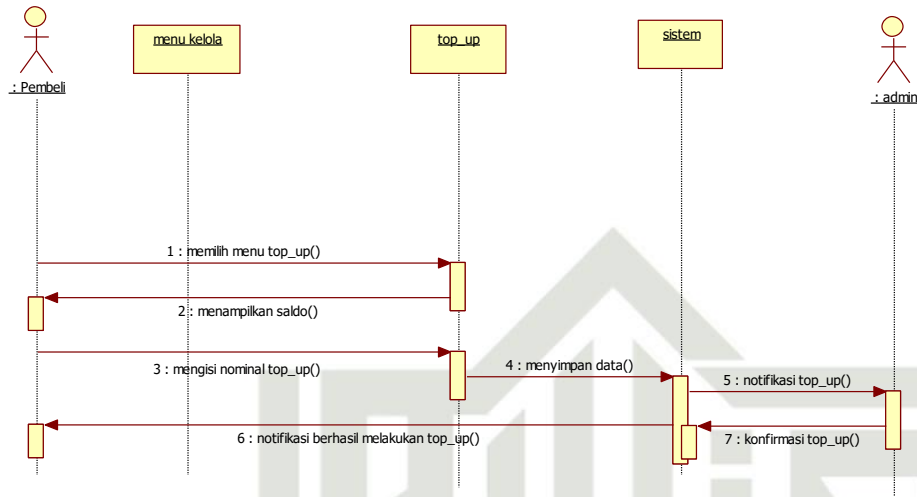 menu kelola
top_up
sistem
: Pembeli
: admin
1 : memilih menu top_up()
2 : menampilkan saldo()
3 : mengisi nominal top_up()
4 : menyimpan data()
5 : notifikasi top_up()
6 : notifikasi berhasil melakukan top_up()
7 : konfirmasi top_up()